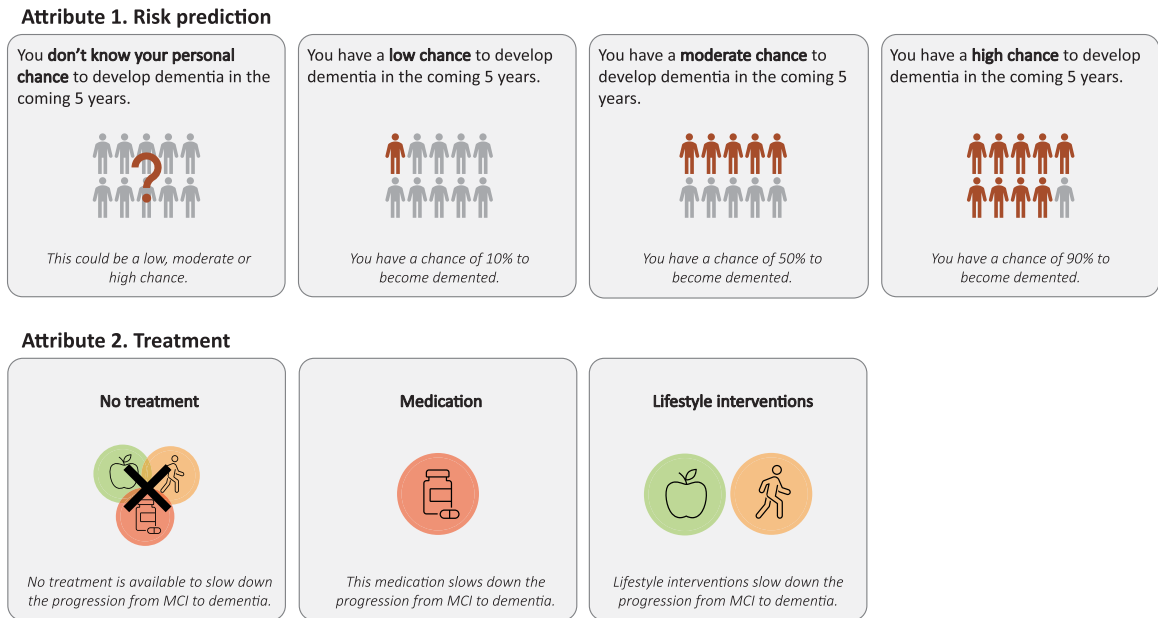 Attribute 1. Risk prediction
You don't know your personal
chance to develop dementia in the
coming 5 years.
?
This could be a low, moderate or
high chance.
You have a low chance to develop
dementia in the coming 5 years.
You have a chance of 10% to
become demented.
You have a moderate chance to
develop dementia in the coming 5
years.
You have a chance of 50% to
become demented.
You have a high chance to develop
dementia in the coming 5 years.
You have a chance of 90% to
become demented.
Attribute 2. Treatment
No treatment
No treatment is available to slow down
the progression from MCI to dementia.
Medication
This medication slows down the
progression from MCI to dementia.
Lifestyle interventions
Lifestyle interventions slow down the
progression from MCI to dementia.